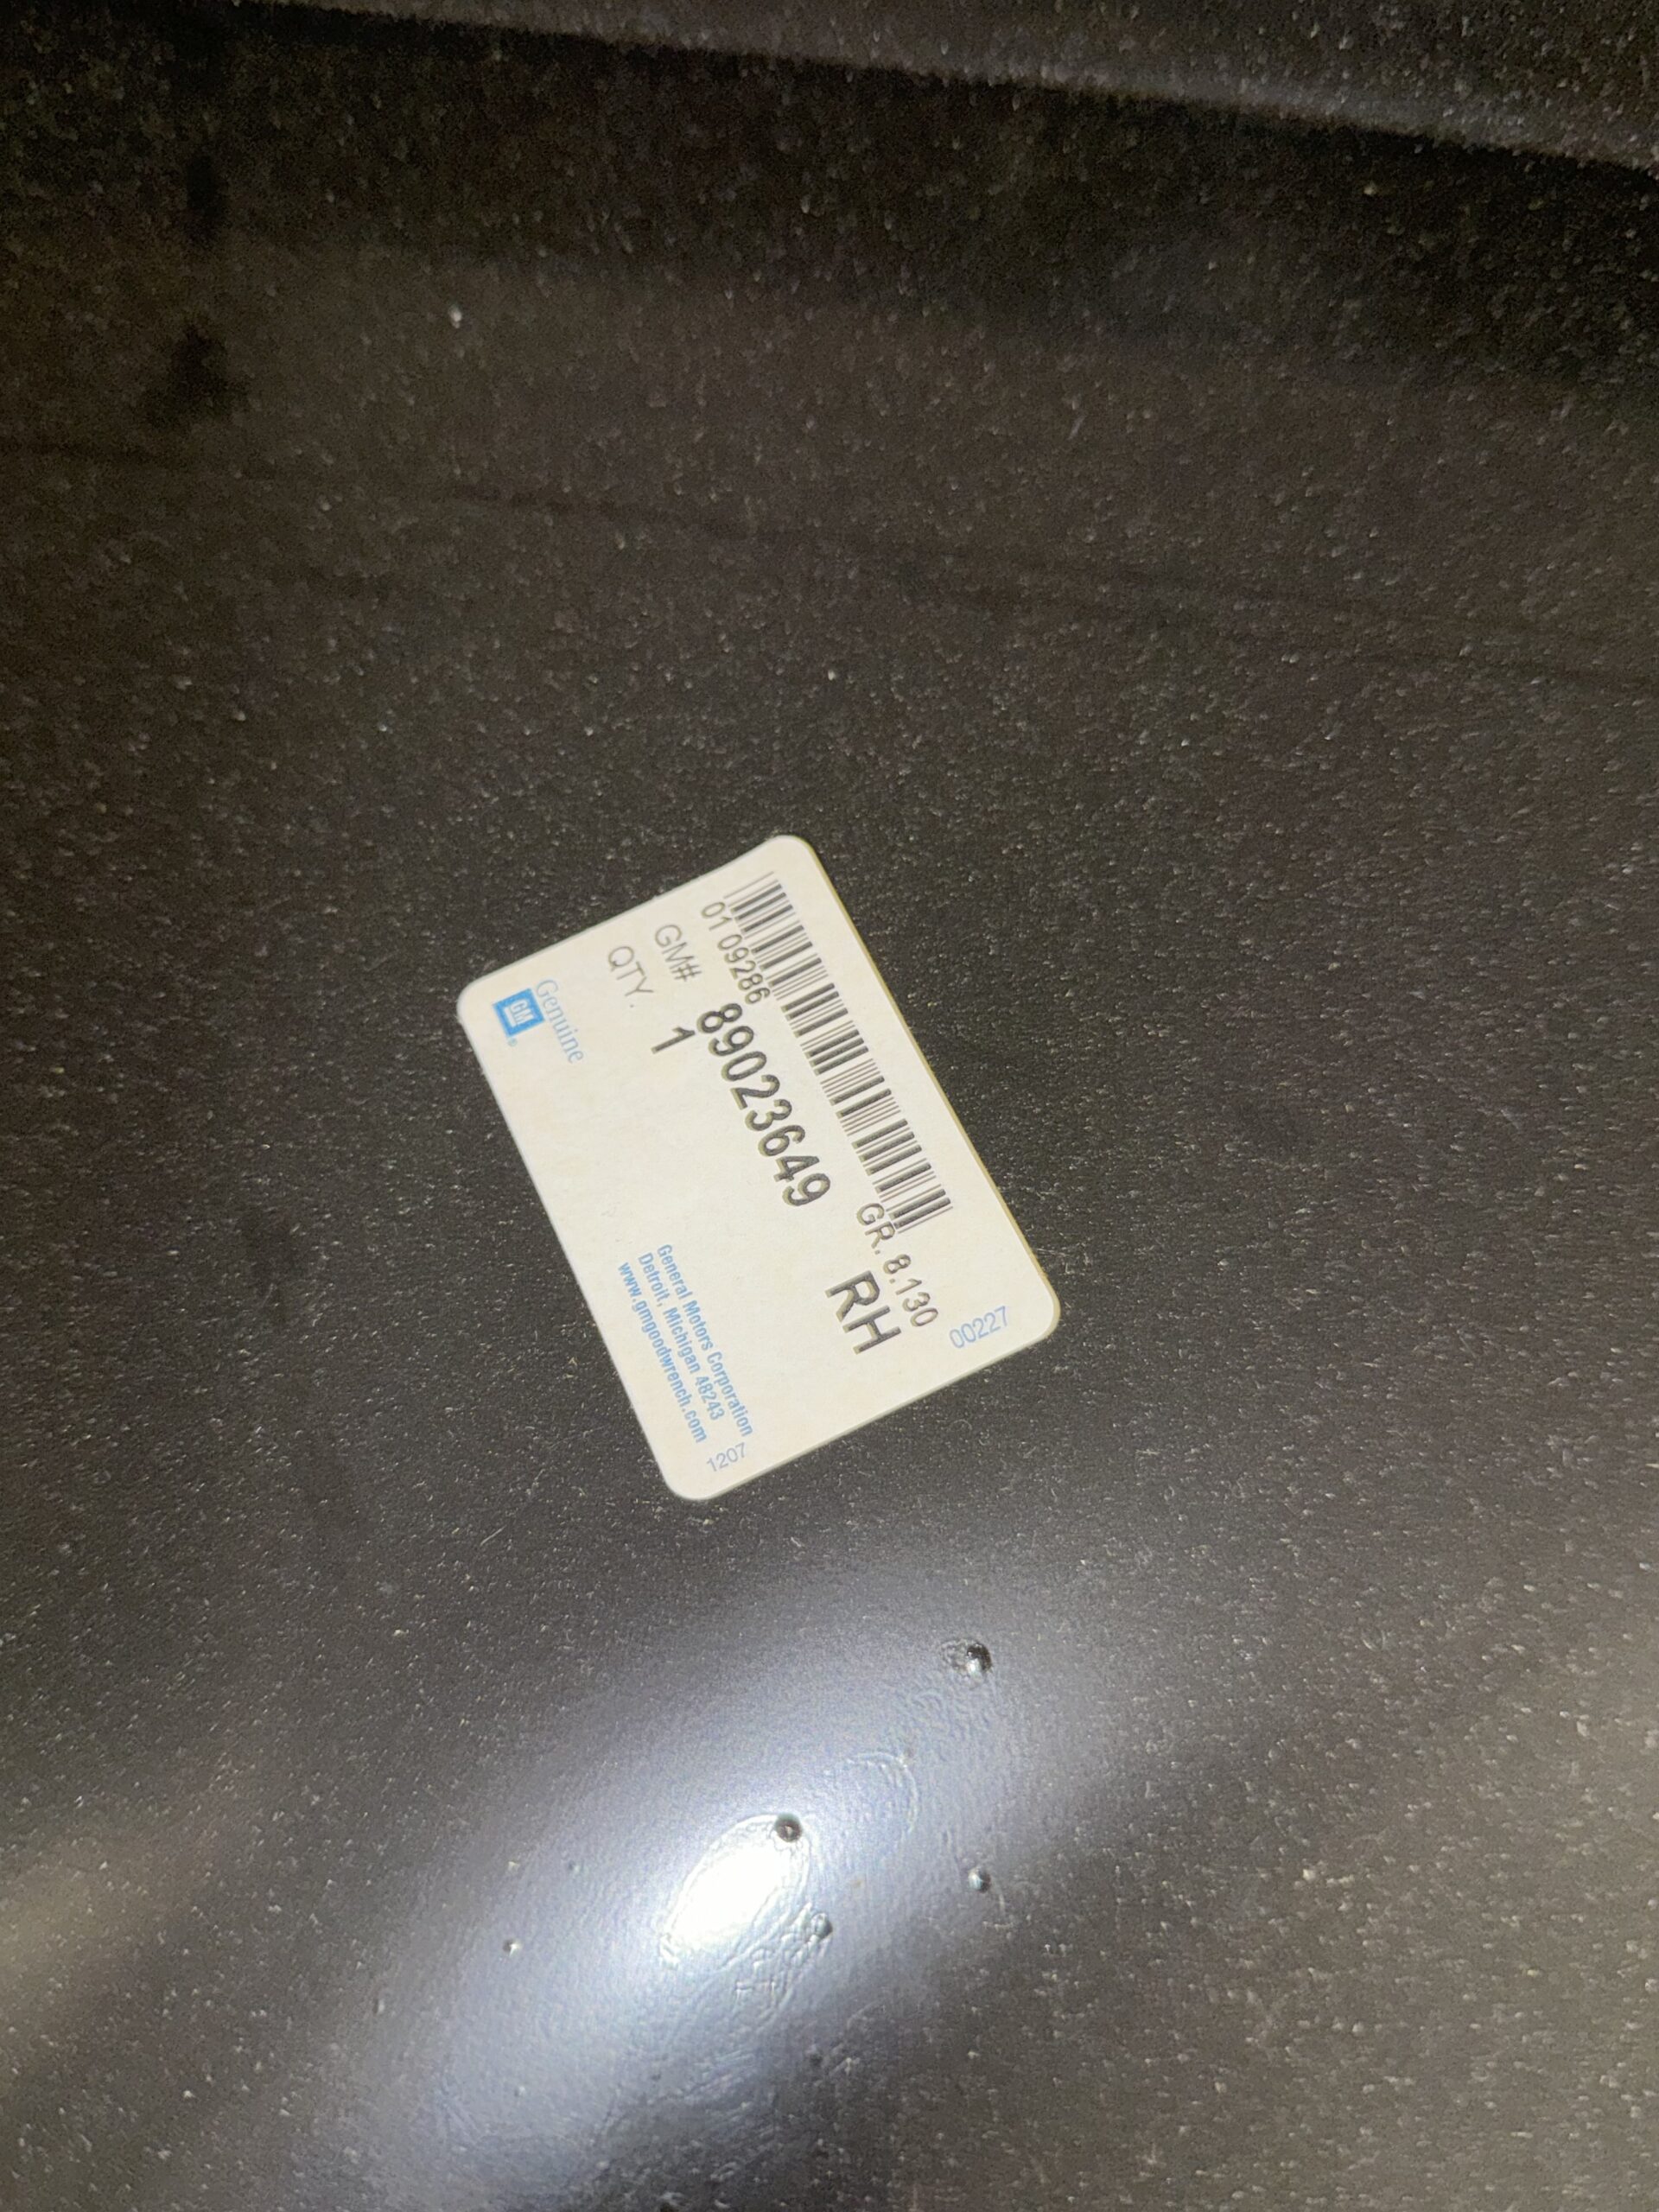 00227
01 09286
GR. 8.130
GM# 89023649
RH
QTY. 1
Genuine
GM®
General Motors Corporation
Detroit, Michigan 48243
www.gmgoodwrench.com
1207